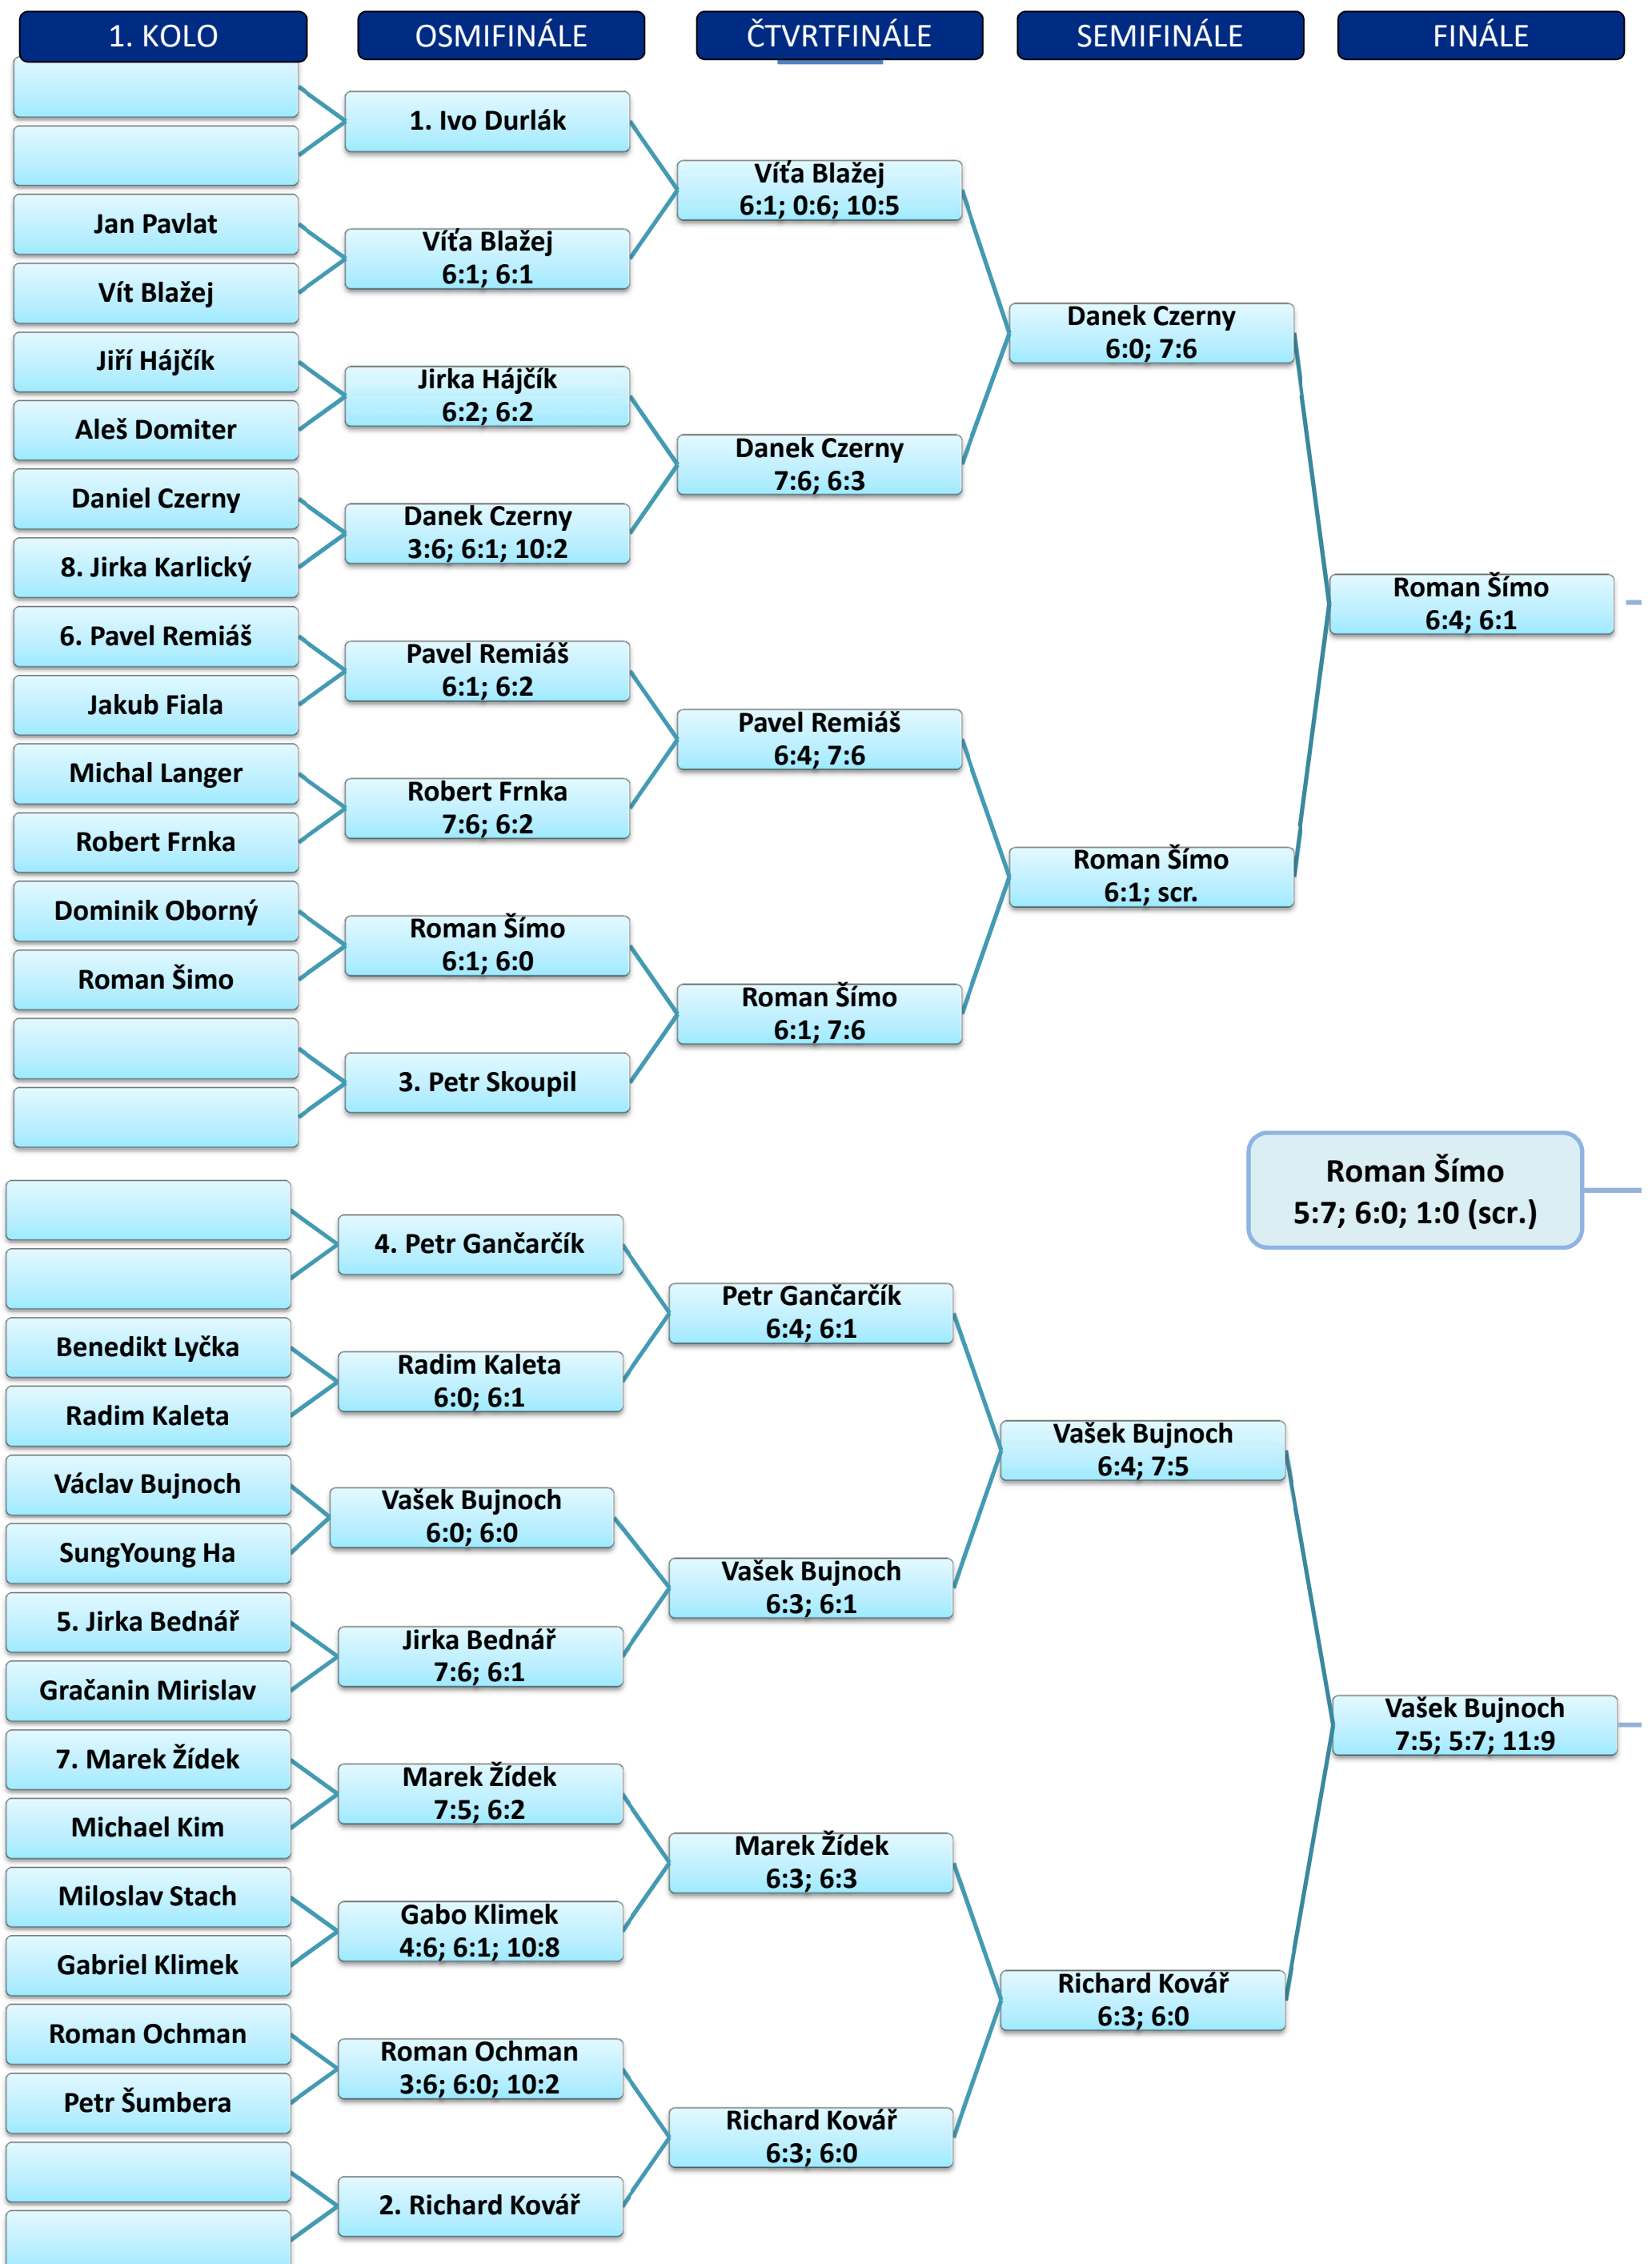 1. KOLO
OSMIFINÁLE
ČTVRTFINÁLE
SEMIFINÁLE
FINÁLE
Jan Pavlat
Vít Blažej
Jiří Hájčík
Aleš Domiter
Daniel Czerny
8. Jirka Karlický
6. Pavel Remiáš
Jakub Fiala
Michal Langer
Robert Frnka
Dominik Oborný
Roman Šimo
1. Ivo Durlák
Víťa Blažej
6:1; 6:1
Jirka Hájčík
6:2; 6:2
Danek Czerny
3:6; 6:1; 10:2
Pavel Remiáš
6:1; 6:2
Robert Frnka
7:6; 6:2
Roman Šímo
6:1; 6:0
3. Petr Skoupil
Víťa Blažej
6:1; 0:6; 10:5
Danek Czerny
7:6; 6:3
Pavel Remiáš
6:4; 7:6
Roman Šímo
6:1; 7:6
Danek Czerny
6:0; 7:6
Roman Šímo
6:1; scr.
Roman Šímo
6:4; 6:1
Roman Šímo
5:7; 6:0; 1:0 (scr.)
Benedikt Lyčka
Radim Kaleta
Václav Bujnoch
SungYoung Ha
5. Jirka Bednář
Gračanin Mirislav
7. Marek Žídek
Michael Kim
Miloslav Stach
Gabriel Klimek
Roman Ochman
Petr Šumbera
4. Petr Gančarčík
Radim Kaleta
6:0; 6:1
Vašek Bujnoch
6:0; 6:0
Jirka Bednář
7:6; 6:1
Marek Žídek
7:5; 6:2
Gabo Klimek
4:6; 6:1; 10:8
Roman Ochman
3:6; 6:0; 10:2
2. Richard Kovář
Petr Gančarčík
6:4; 6:1
Vašek Bujnoch
6:3; 6:1
Marek Žídek
6:3; 6:3
Richard Kovář
6:3; 6:0
Vašek Bujnoch
6:4; 7:5
Richard Kovář
6:3; 6:0
Vašek Bujnoch
7:5; 5:7; 11:9